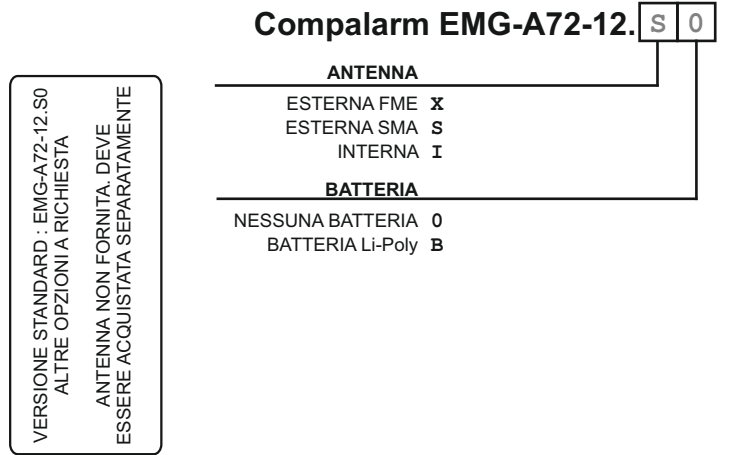 Compalarm EMG-A72-12. S 0
ANTENNA
ESTERNA FME X
ESTERNA SMA S
INTERNA I
BATTERIA
NESSUNA BATTERIA 0
BATTERIA Li-Poly B
VERSIONE STANDARD : EMG-A72-12.S0
ALTRE OPZIONI A RICHIESTA
ANTENNA NON FORNITA. DEVE
ESSERE ACQUISTATA SEPARATAMENTE